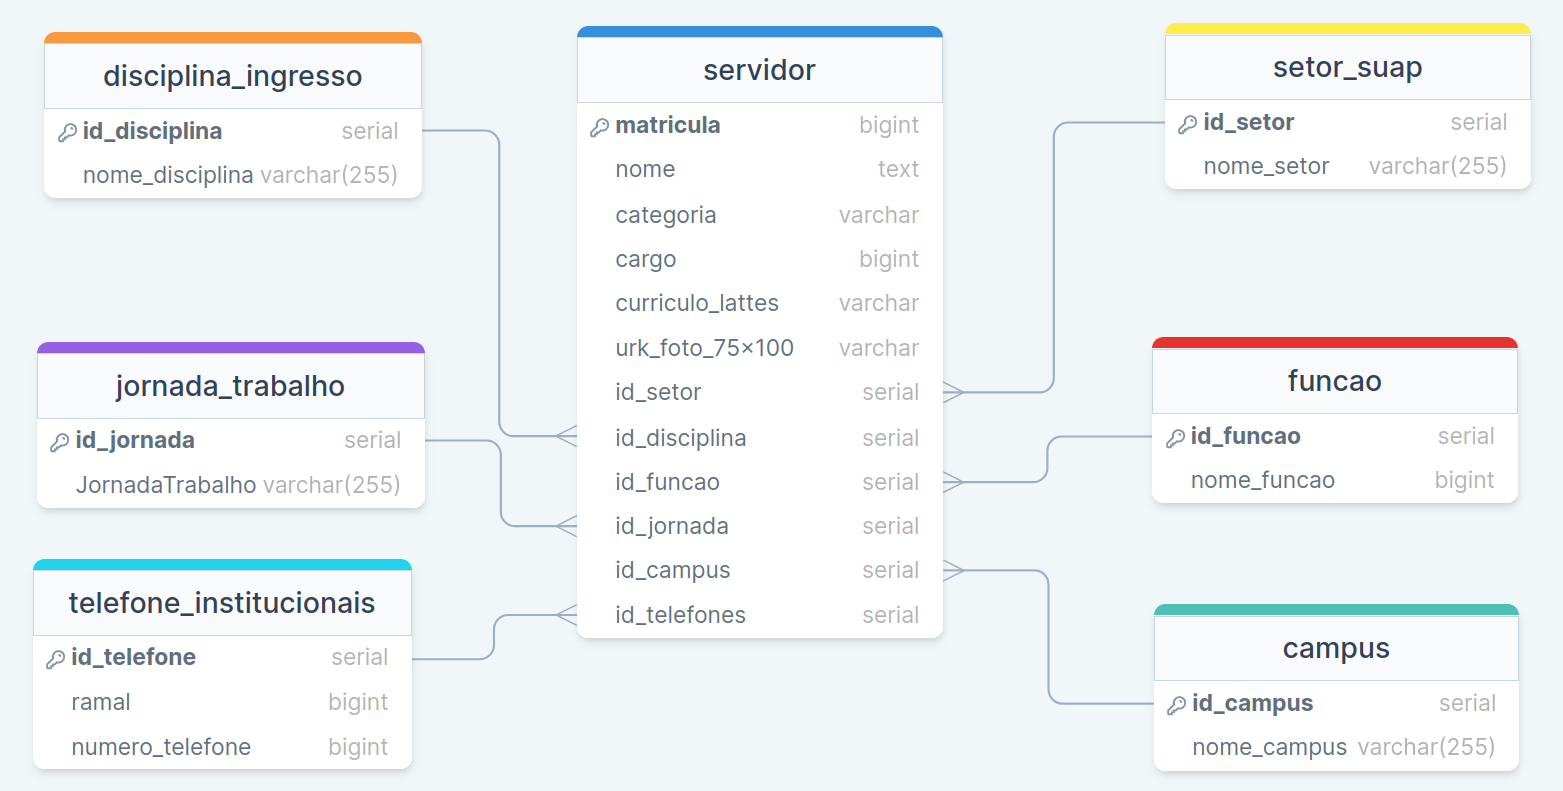 disciplina_ingresso
id_disciplina serial
nome_disciplina varchar(255)
jornada_trabalho
id_jornada serial
JornadaTrabalho varchar(255)
telefone_institucionais
id_telefone serial
ramal bigint
numero_telefone bigint
servidor
matricula bigint
nome text
categoria varchar
cargo bigint
curriculo_lattes varchar
urk_foto_75×100 varchar
id_setor serial
id_disciplina serial
id_funcao serial
id_jornada serial
id_campus serial
id_telefones serial
setor_suap
id_setor serial
nome_setor varchar(255)
funcao
id_funcao serial
nome_funcao bigint
campus
id_campus serial
nome_campus varchar(255)